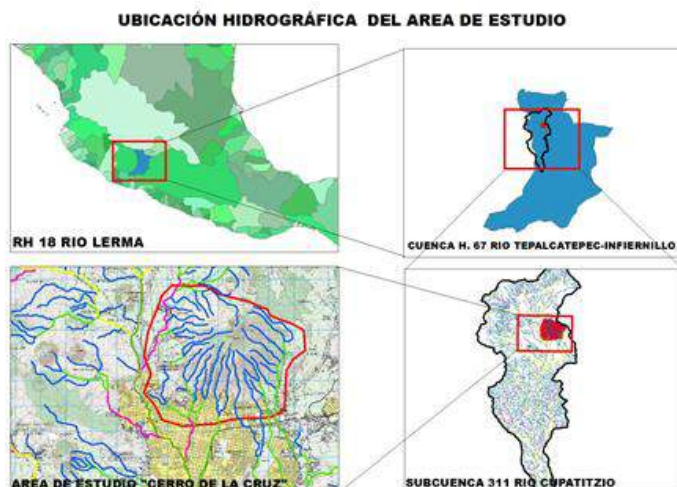 UBICACIÓN HIDROGRÁFICA DEL AREA DE ESTUDIO
RH 18 RIO LERMA
CUENCA H. 67 RIO TEPALCATEPEC-INFIERNILLO
AREA DE ESTUDIO "CERRO DE LA CRUZ"
SUBCUENCA 311 RIO CUPATITZIO